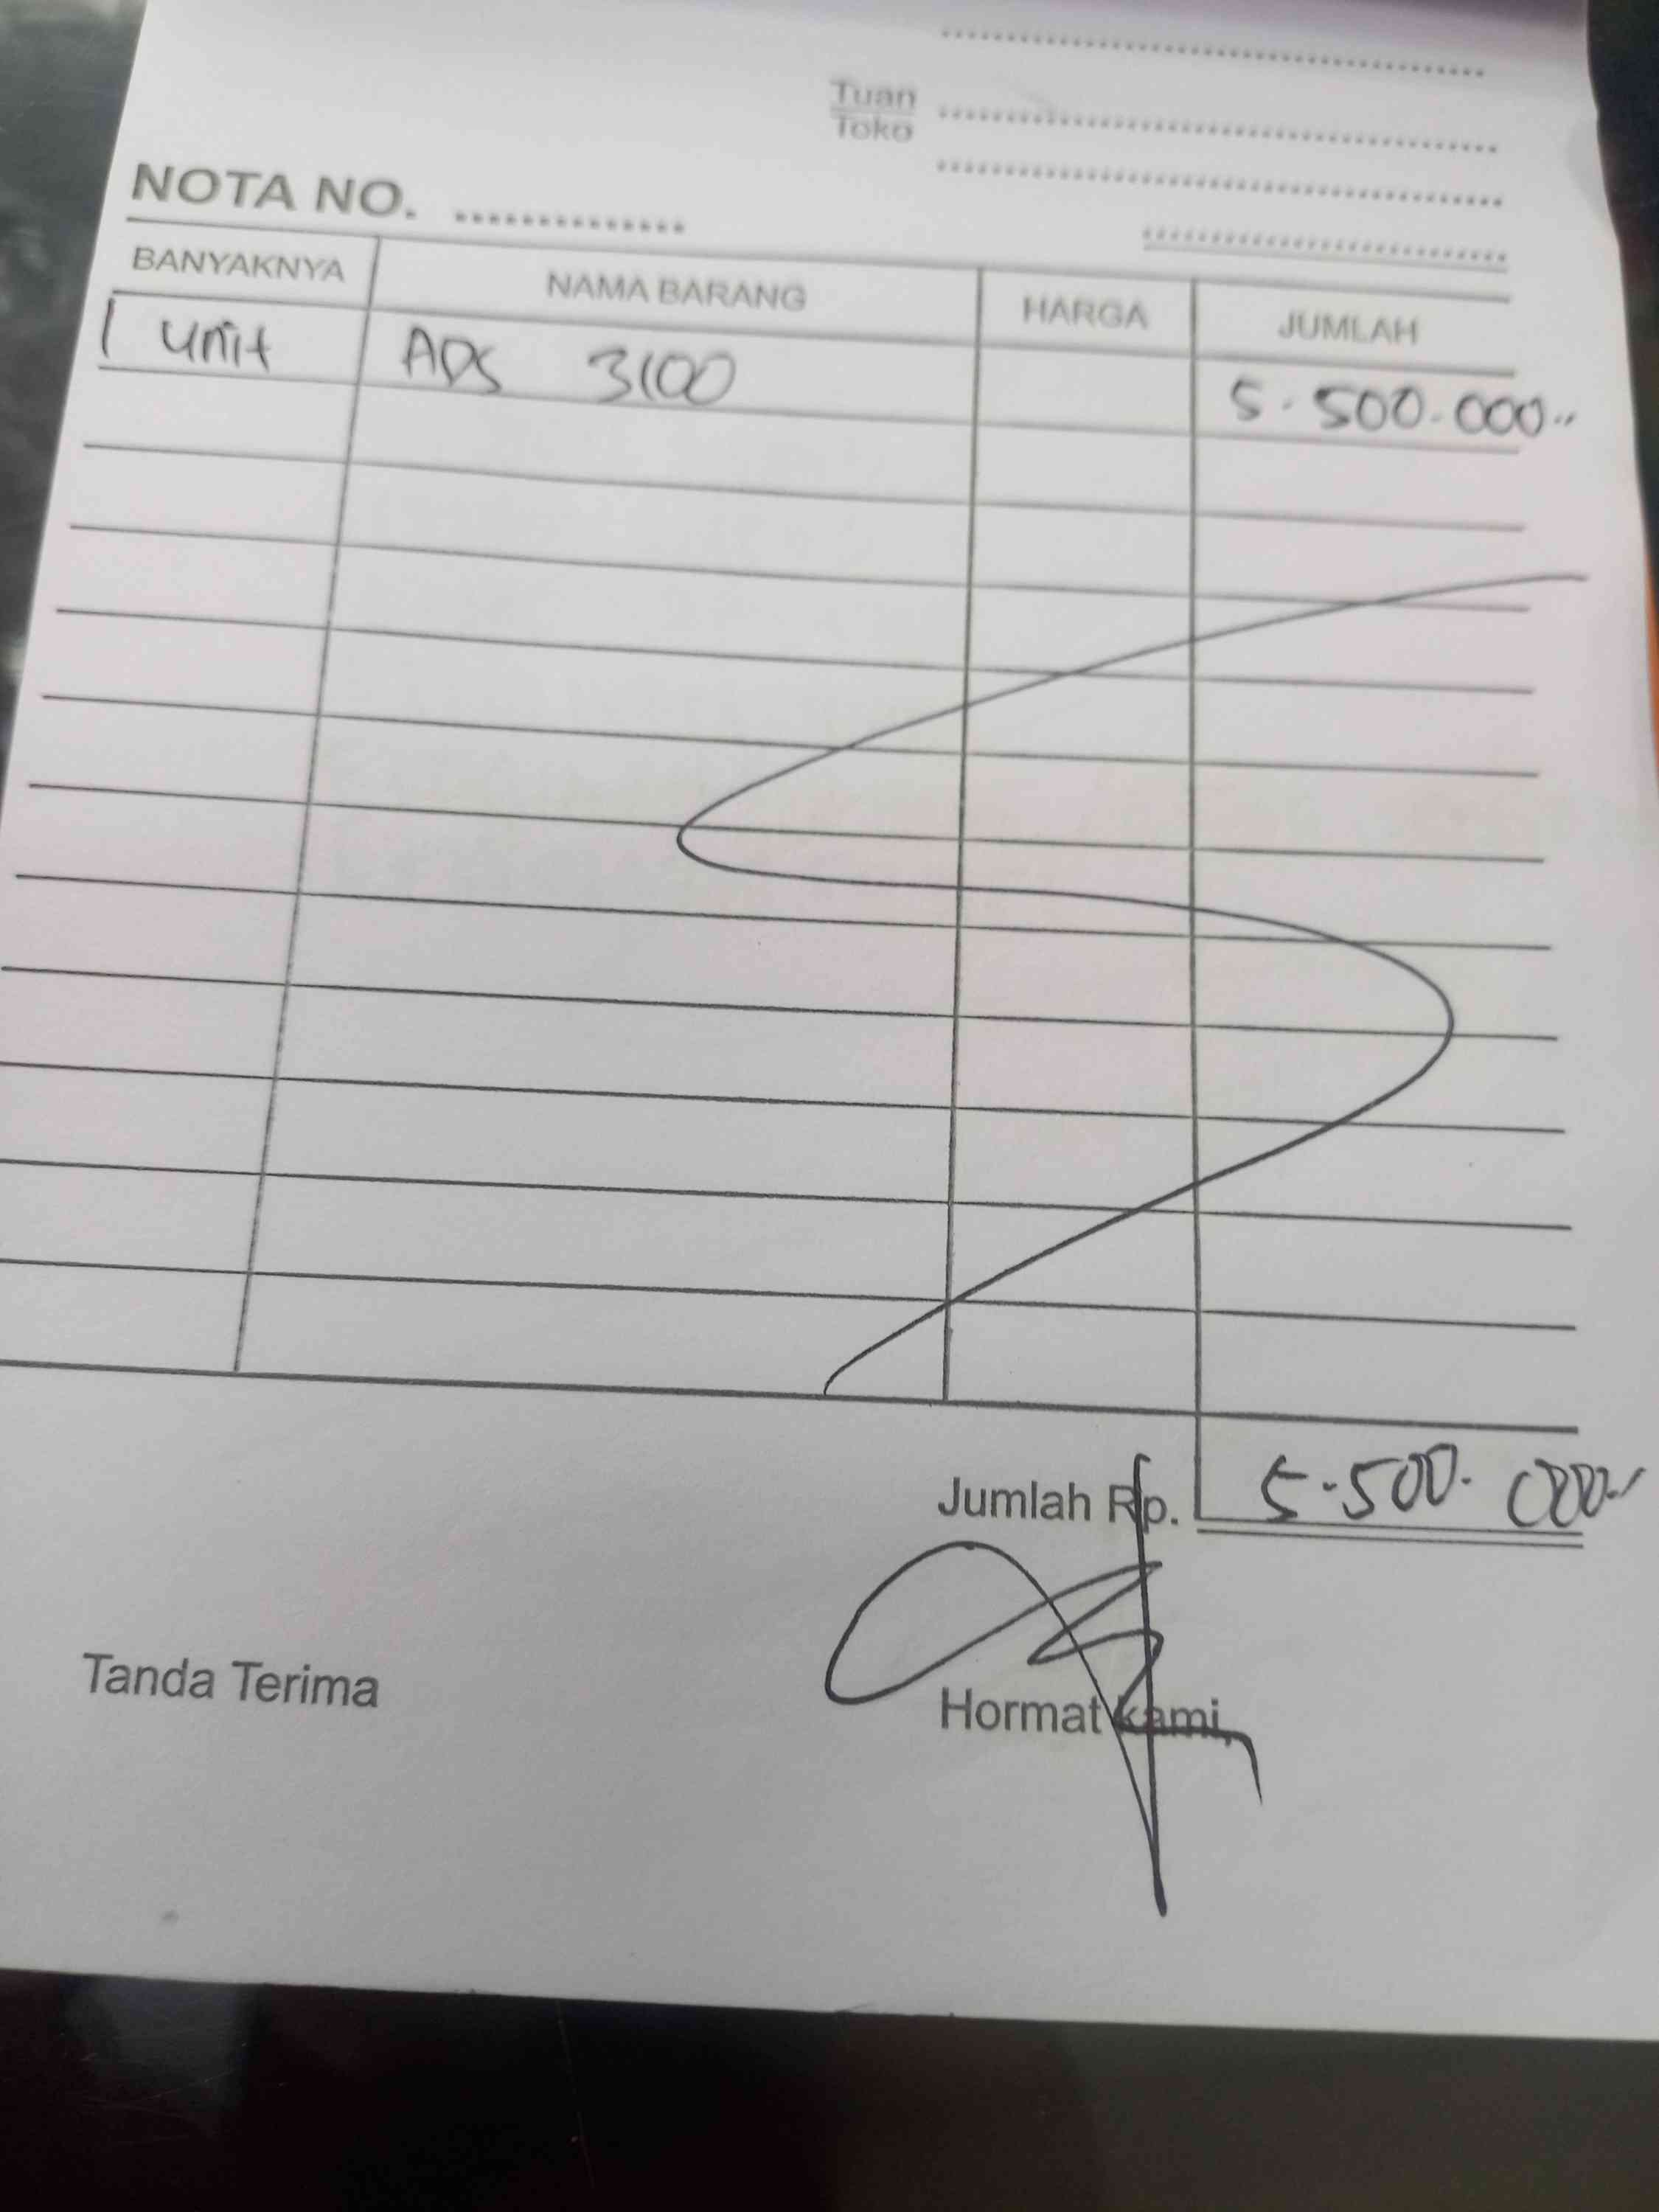 Tuan
Toko
NOTA NO. ..............
BANYAKNYA NAMA BARANG HARGA JUMLAH
1 unit ADS 3100 5.500.000..
Jumlah Rp. 5.500.000..
Tanda Terima Hormat kami,